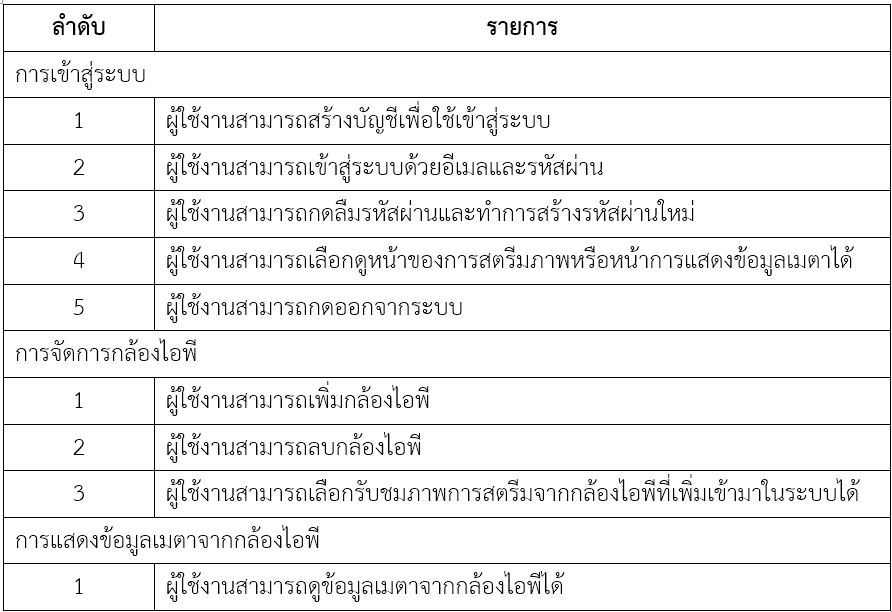 ลำดับ รายการ
การเข้าสู่ระบบ
1 ผู้ใช้งานสามารถสร้างบัญชีเพื่อใช้เข้าสู่ระบบ
2 ผู้ใช้งานสามารถเข้าสู่ระบบด้วยอีเมลและรหัสผ่าน
3 ผู้ใช้งานสามารถกดลืมรหัสผ่านและทำการสร้างรหัสผ่านใหม่
4 ผู้ใช้งานสามารถเลือกดูหน้าของการสตรีมภาพหรือหน้าการแสดงข้อมูลเมตาได้
5 ผู้ใช้งานสามารถกดออกจากระบบ
การจัดการกล้องไอพี
1 ผู้ใช้งานสามารถเพิ่มกล้องไอพี
2 ผู้ใช้งานสามารถลบกล้องไอพี
3 ผู้ใช้งานสามารถเลือกรับชมภาพการสตรีมจากกล้องไอพีที่เพิ่มเข้ามาในระบบได้
การแสดงข้อมูลเมตาจากกล้องไอพี
1 ผู้ใช้งานสามารถดูข้อมูลเมตาจากกล้องไอพีได้